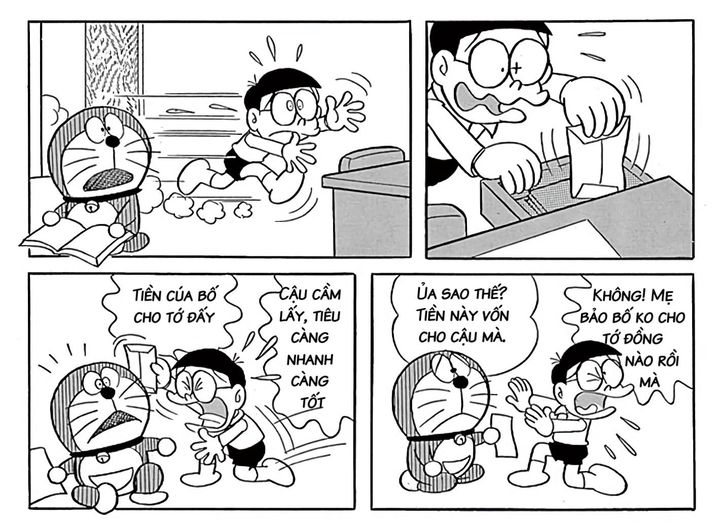 TIỀN CÚA BỐ
CHO TỚ ĐẤY
CẬU CẦM
LẤY, TIÊU
CÀNG
NHANH
CÀNG
TỐT
ỦA SAO THẾ?
TIỀN NÀY VỐN
CHO CẬU MÀ.
KHÔNG! MẸ
BẢO BỐ KO CHO
TỚ ĐỒNG
NÀO RỒI
MÀ